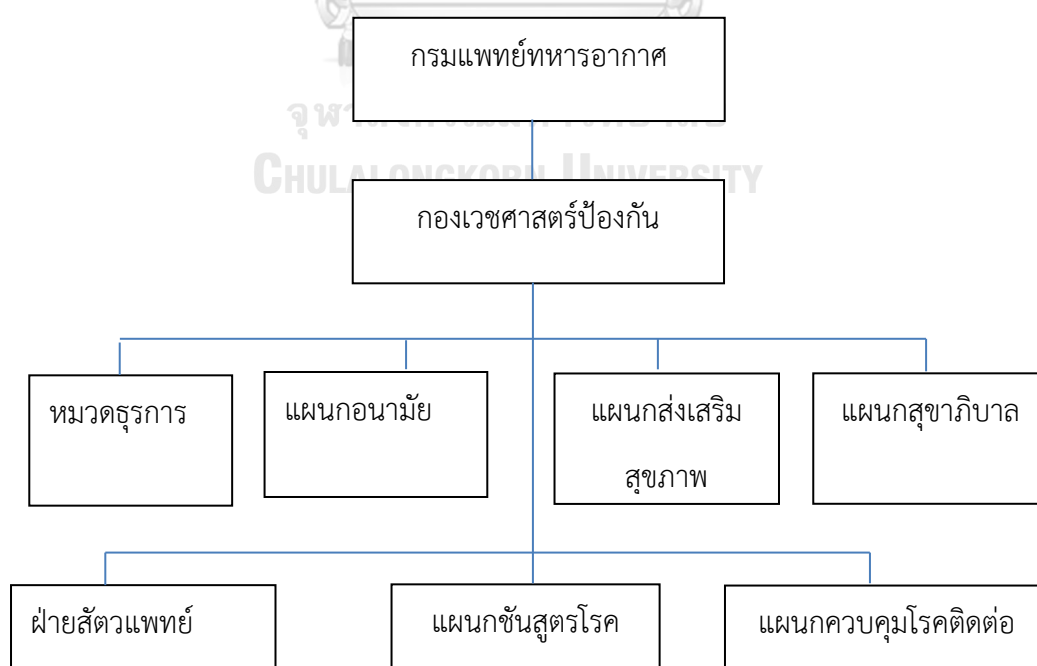 กรมแพทย์ทหารอากาศ
CHULALONGKORN UNIVERSITY
กองเวชศาสตร์ป้องกัน
หมวดธุรการ
แผนกอนามัย
แผนกส่งเสริม
สุขภาพ
แผนกสุขาภิบาล
ฝ่ายสัตวแพทย์
แผนกชันสูตรโรค
แผนกควบคุมโรคติดต่อ